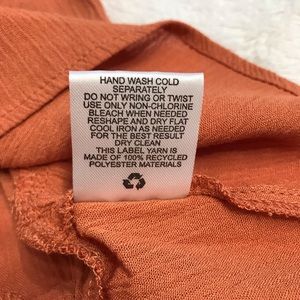 HAND WASH COLD
SEPARATELY
DO NOT WRING OR TWIST
USE ONLY NON-CHLORINE
BLEACH WHEN NEEDED
RESHAPE AND DRY FLAT
COOL IRON AS NEEDED
FOR THE BEST RESULT
DRY CLEAN
THIS LABEL YARN IS
MADE OF 100% RECYCLED
POLYESTER MATERIALS